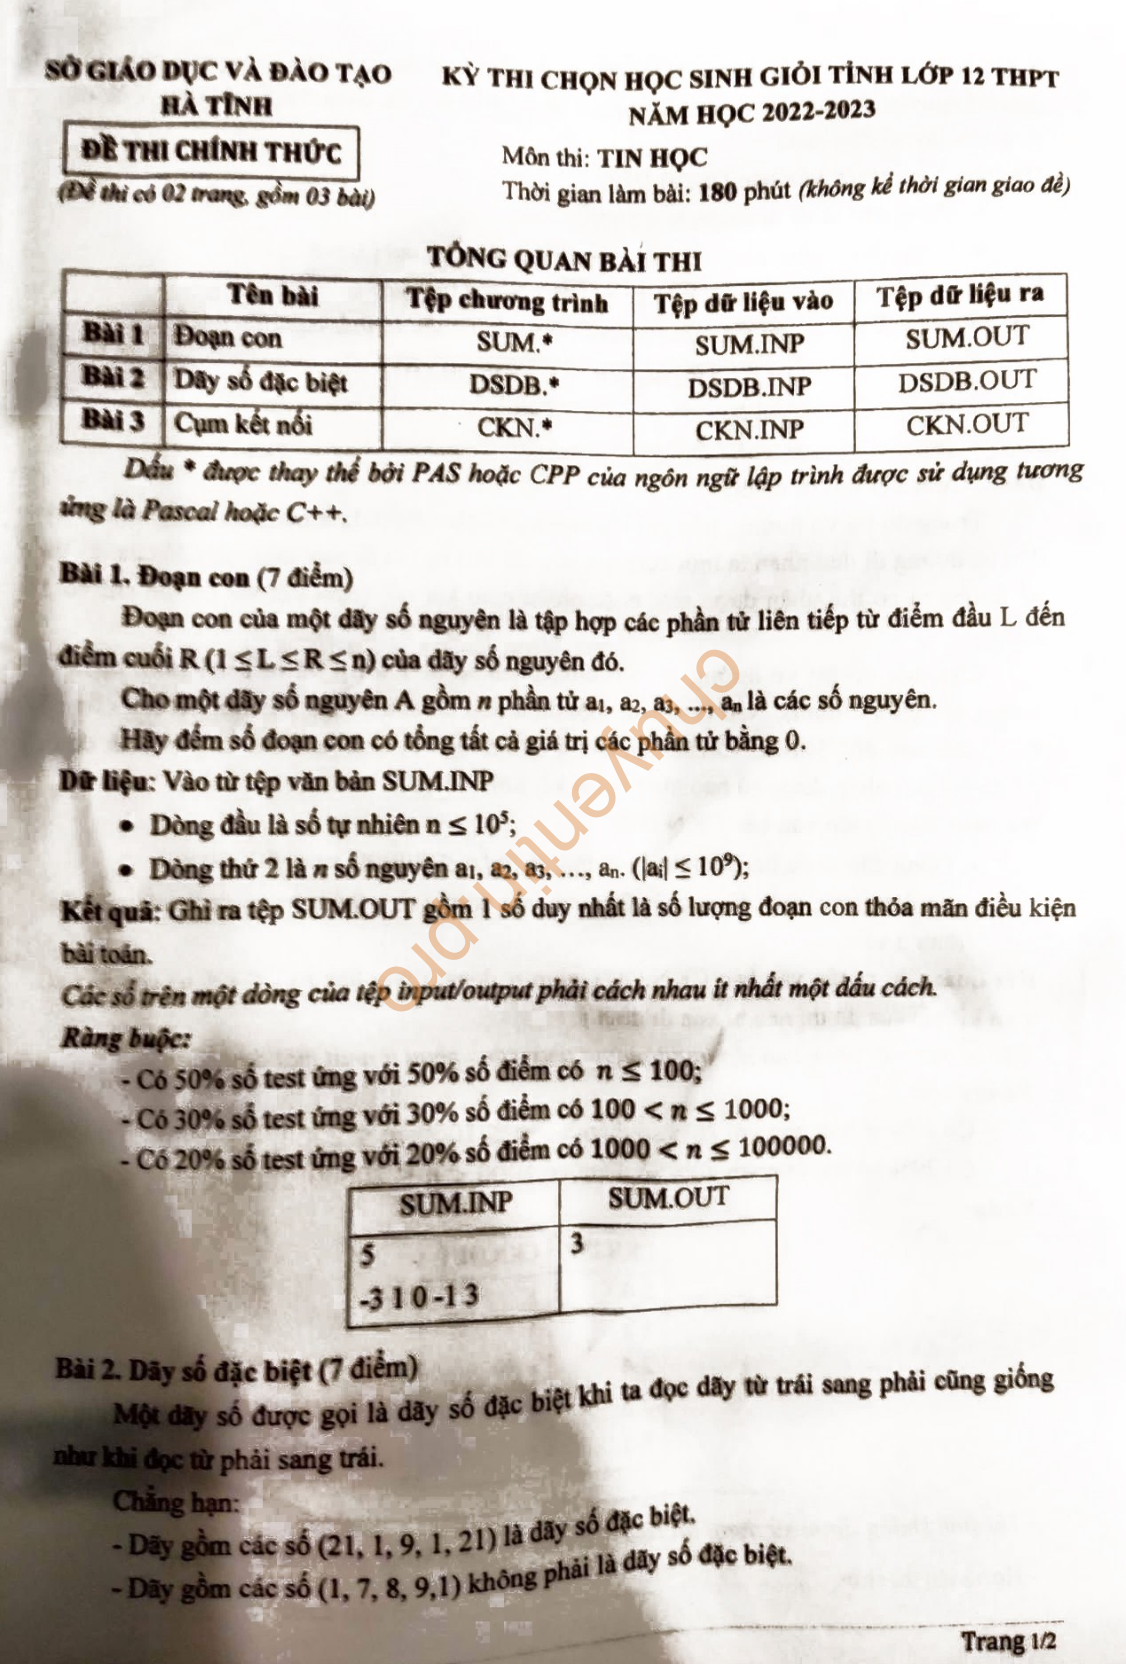 SỞ GIÁO DỤC VÀ ĐÀO TẠO
HÀ TĨNH
ĐỀ THI CHÍNH THỨC
(Đề thi có 02 trang, gồm 03 bài)
KỲ THI CHỌN HỌC SINH GIỎI TỈNH LỚP 12 THPT
NĂM HỌC 2022-2023
Môn thi: TIN HỌC
Thời gian làm bài: 180 phút (không kể thời gian giao đề)
TỔNG QUAN BÀI THI
Tên bài Tệp chương trình Tệp dữ liệu vào Tệp dữ liệu ra
Bài 1 Đoạn con SUM.* SUM.INP SUM.OUT
Bài 2 Dãy số đặc biệt DSDB.* DSDB.INP DSDB.OUT
Bài 3 Cụm kết nối CKN.* CKN.INP CKN.OUT
Dấu * được thay thế bởi PAS hoặc CPP của ngôn ngữ lập trình được sử dụng tương
ứng là Pascal hoặc C++.
Bài 1. Đoạn con (7 điểm)
Đoạn con của một dãy số nguyên là tập hợp các phần tử liên tiếp từ điểm đầu L đến
điểm cuối R (1 ≤ L ≤ R ≤ n) của dãy số nguyên đó.
Cho một dãy số nguyên A gồm n phần tử a₁, a₂, a₃, ..., aₙ là các số nguyên.
Hãy đếm số đoạn con có tổng tất cả giá trị các phần tử bằng 0.
Dữ liệu: Vào từ tệp văn bản SUM.INP
• Dòng đầu là số tự nhiên n ≤ 10⁵;
• Dòng thứ 2 là n số nguyên a₁, a₂, a₃, …, aₙ. (|aᵢ| ≤ 10⁹);
Kết quả: Ghi ra tệp SUM.OUT gồm 1 số duy nhất là số lượng đoạn con thỏa mãn điều kiện
bài toán.
Các số trên một dòng của tệp input/output phải cách nhau ít nhất một dấu cách.
Ràng buộc:
- Có 50% số test ứng với 50% số điểm có n ≤ 100;
- Có 30% số test ứng với 30% số điểm có 100 < n ≤ 1000;
- Có 20% số test ứng với 20% số điểm có 1000 < n ≤ 100000.
SUM.INP SUM.OUT
5 3
-3 1 0 -1 3
Bài 2. Dãy số đặc biệt (7 điểm)
Một dãy số được gọi là dãy số đặc biệt khi ta đọc dãy từ trái sang phải cũng giống
như khi đọc từ phải sang trái.
Chẳng hạn:
- Dãy gồm các số (21, 1, 9, 1, 21) là dãy số đặc biệt.
- Dãy gồm các số (1, 7, 8, 9,1) không phải là dãy số đặc biệt.
Trang 1/2
chuyentin.pro